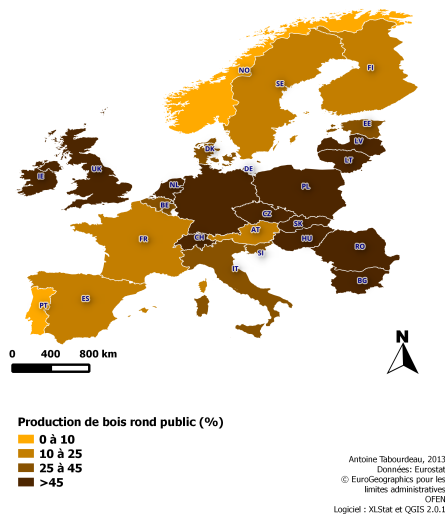 NO
FI
SE
EE
LV
DK
LT
IE
UK
NL
DE
PL
BE
CZ
SK
FR
CH
AT
HU
RO
SI
IT
BG
PT
ES
N
0 400 800 km
Production de bois rond public (%)
0 à 10
10 à 25
25 à 45
>45
Antoine Tabourdeau, 2013
Données: Eurostat
© EuroGeographics pour les
limites administratives
OFEN
Logiciel : XLStat et QGIS 2.0.1